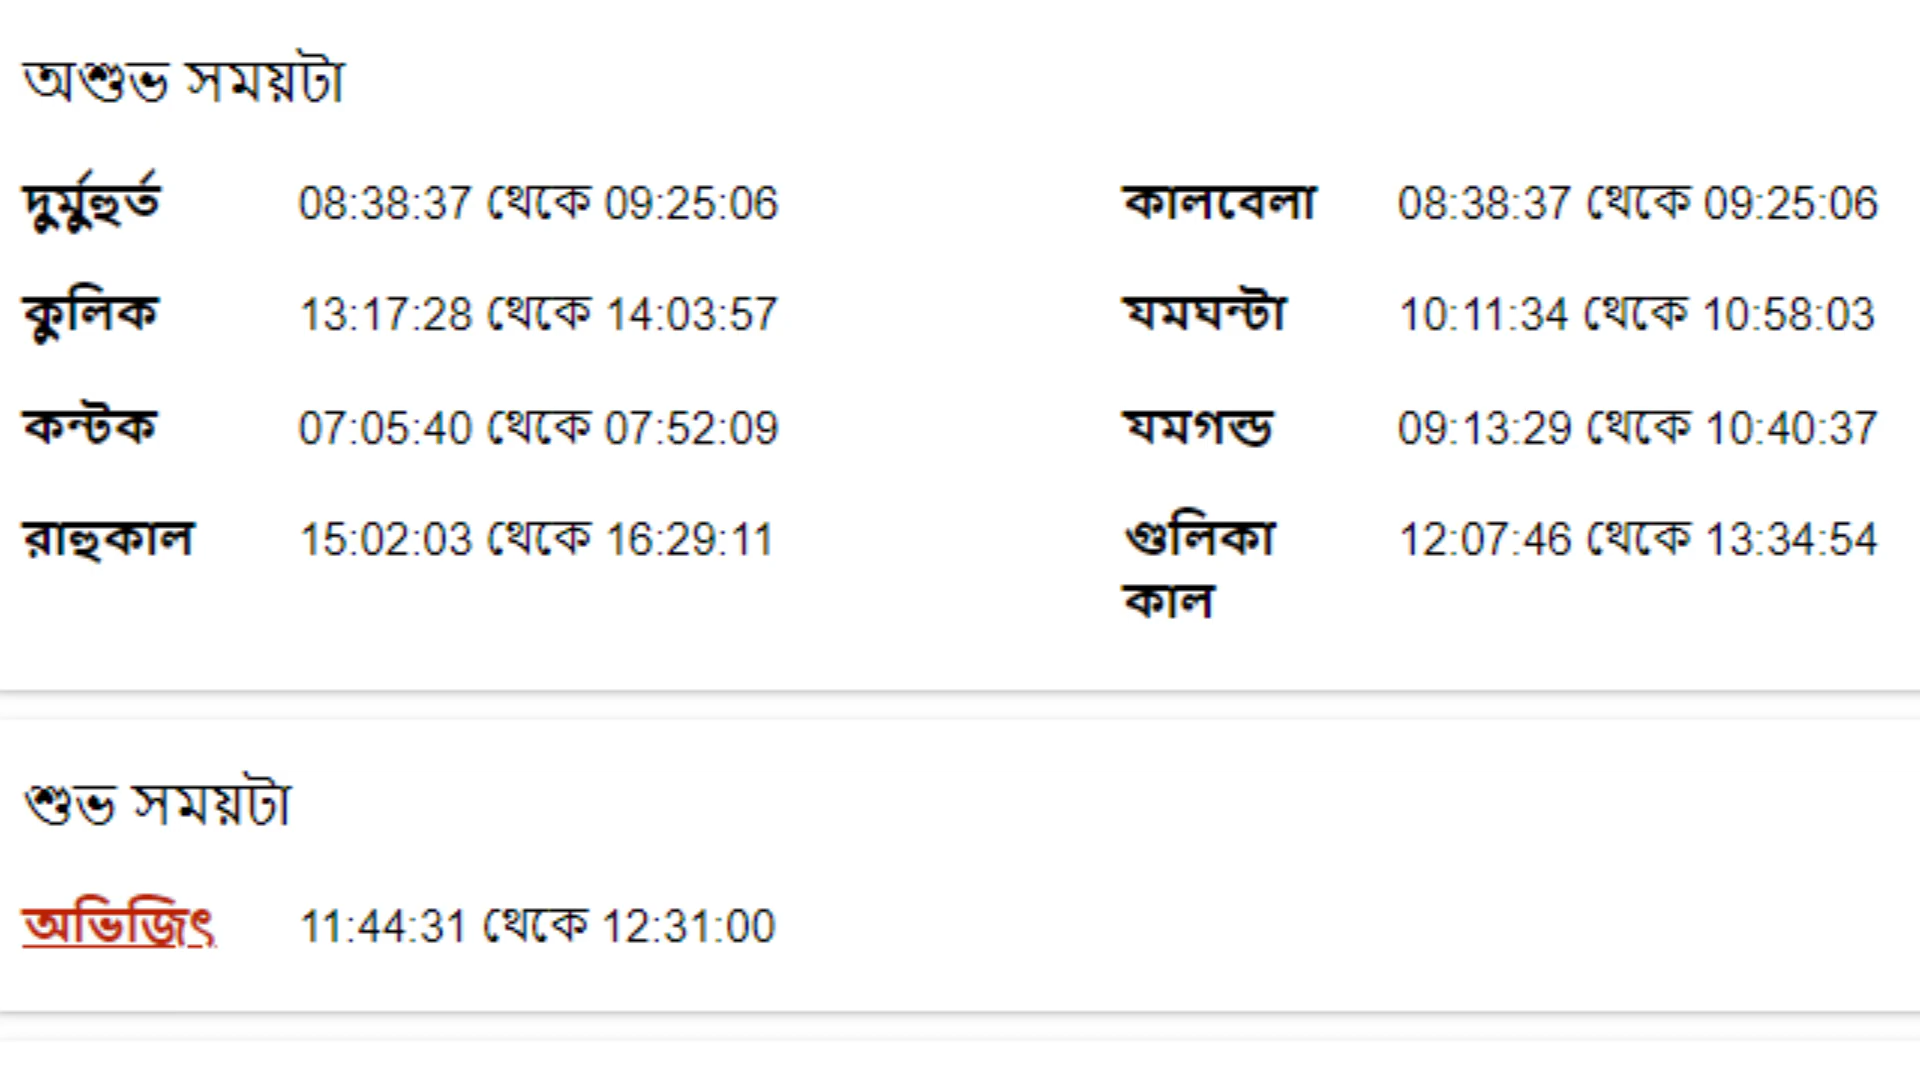 অশুভ সময়টা
দুর্মুহুর্ত 08:38:37 থেকে 09:25:06 কালবেলা 08:38:37 থেকে 09:25:06
কুলিক 13:17:28 থেকে 14:03:57 যমঘন্টা 10:11:34 থেকে 10:58:03
কন্টক 07:05:40 থেকে 07:52:09 যমগন্ড 09:13:29 থেকে 10:40:37
রাহুকাল 15:02:03 থেকে 16:29:11 গুলিকা 12:07:46 থেকে 13:34:54
কাল
শুভ সময়টা
অভিজিৎ 11:44:31 থেকে 12:31:00